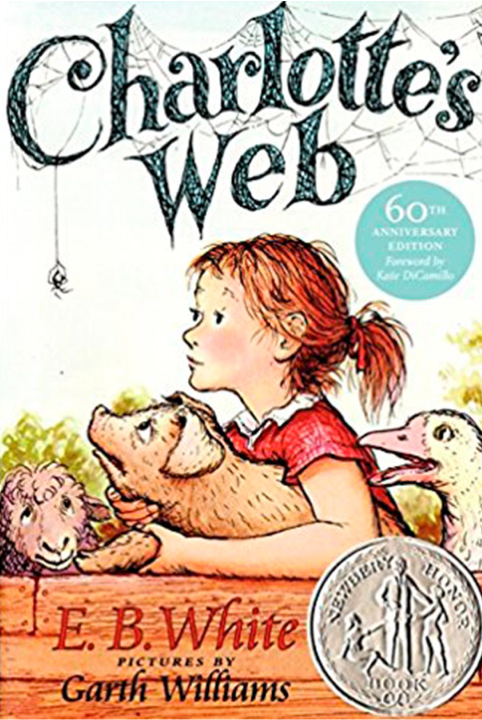 Charlotte's
Web
60TH
ANNIVERSARY
EDITION
Foreword by
Kate DiCamillo
E. B. White
PICTURES BY
Garth Williams
NEWBERY HONOR
BOOK